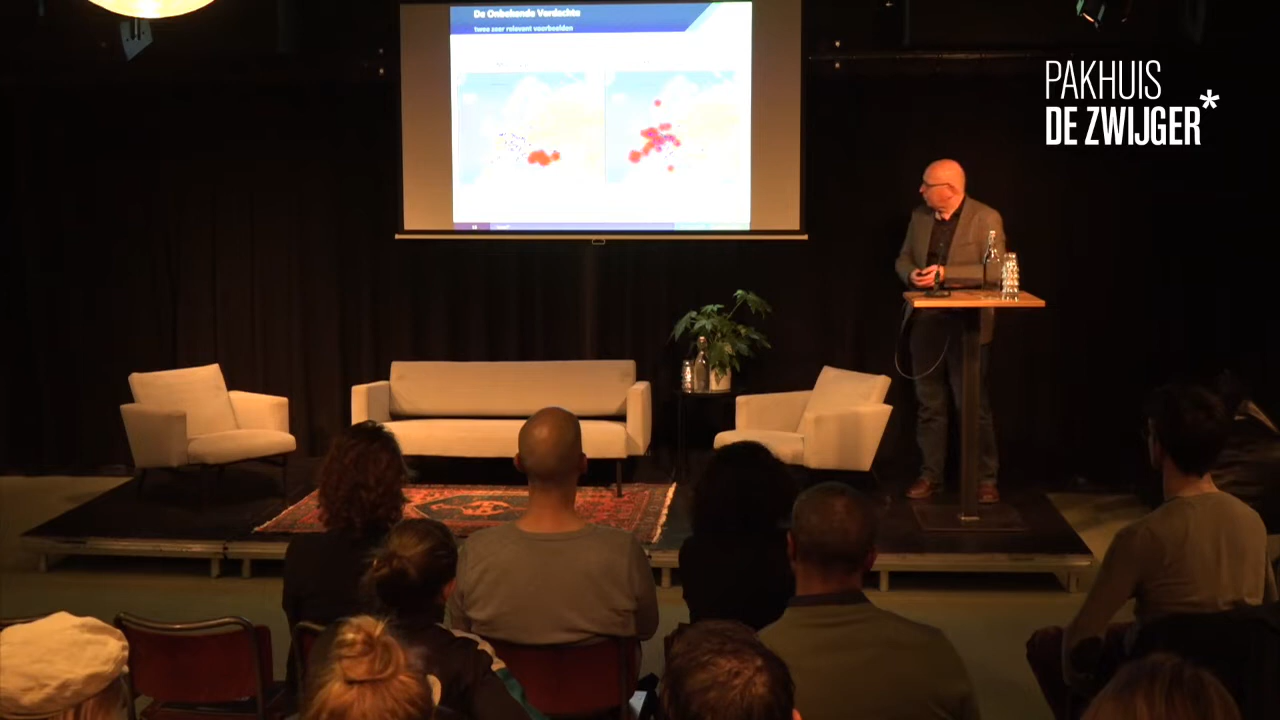 De Onbekende Verdachte
twee zeer relevant voorbeelden
PAKHUIS
DE ZWIJGER*